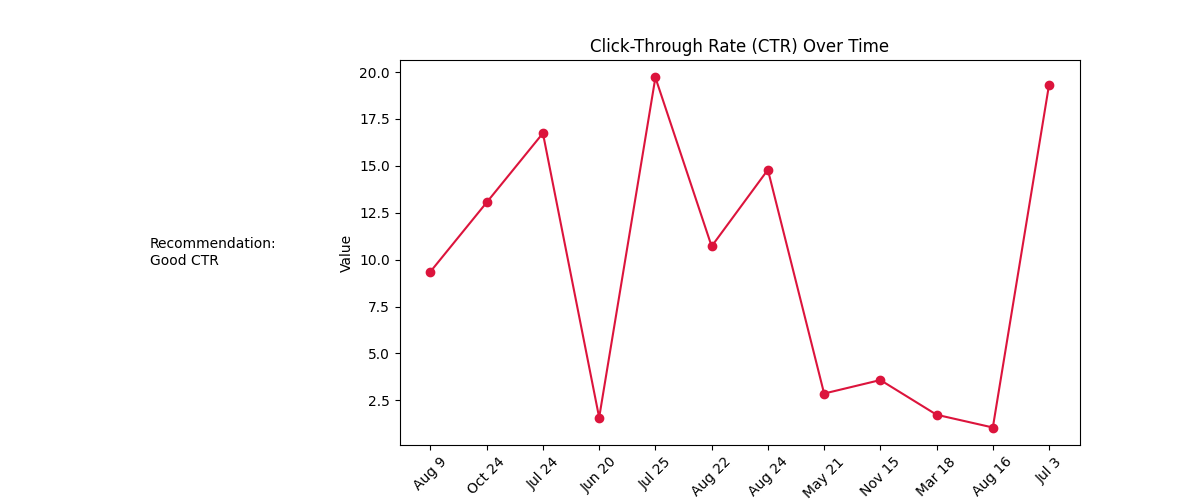 Click-Through Rate (CTR) Over Time
Recommendation:
Good CTR
Value
20.0
17.5
15.0
12.5
10.0
7.5
5.0
2.5
Aug 9
Oct 24
Jul 24
Jun 20
Jul 25
Aug 22
Aug 24
May 21
Nov 15
Mar 18
Aug 16
Jul 3